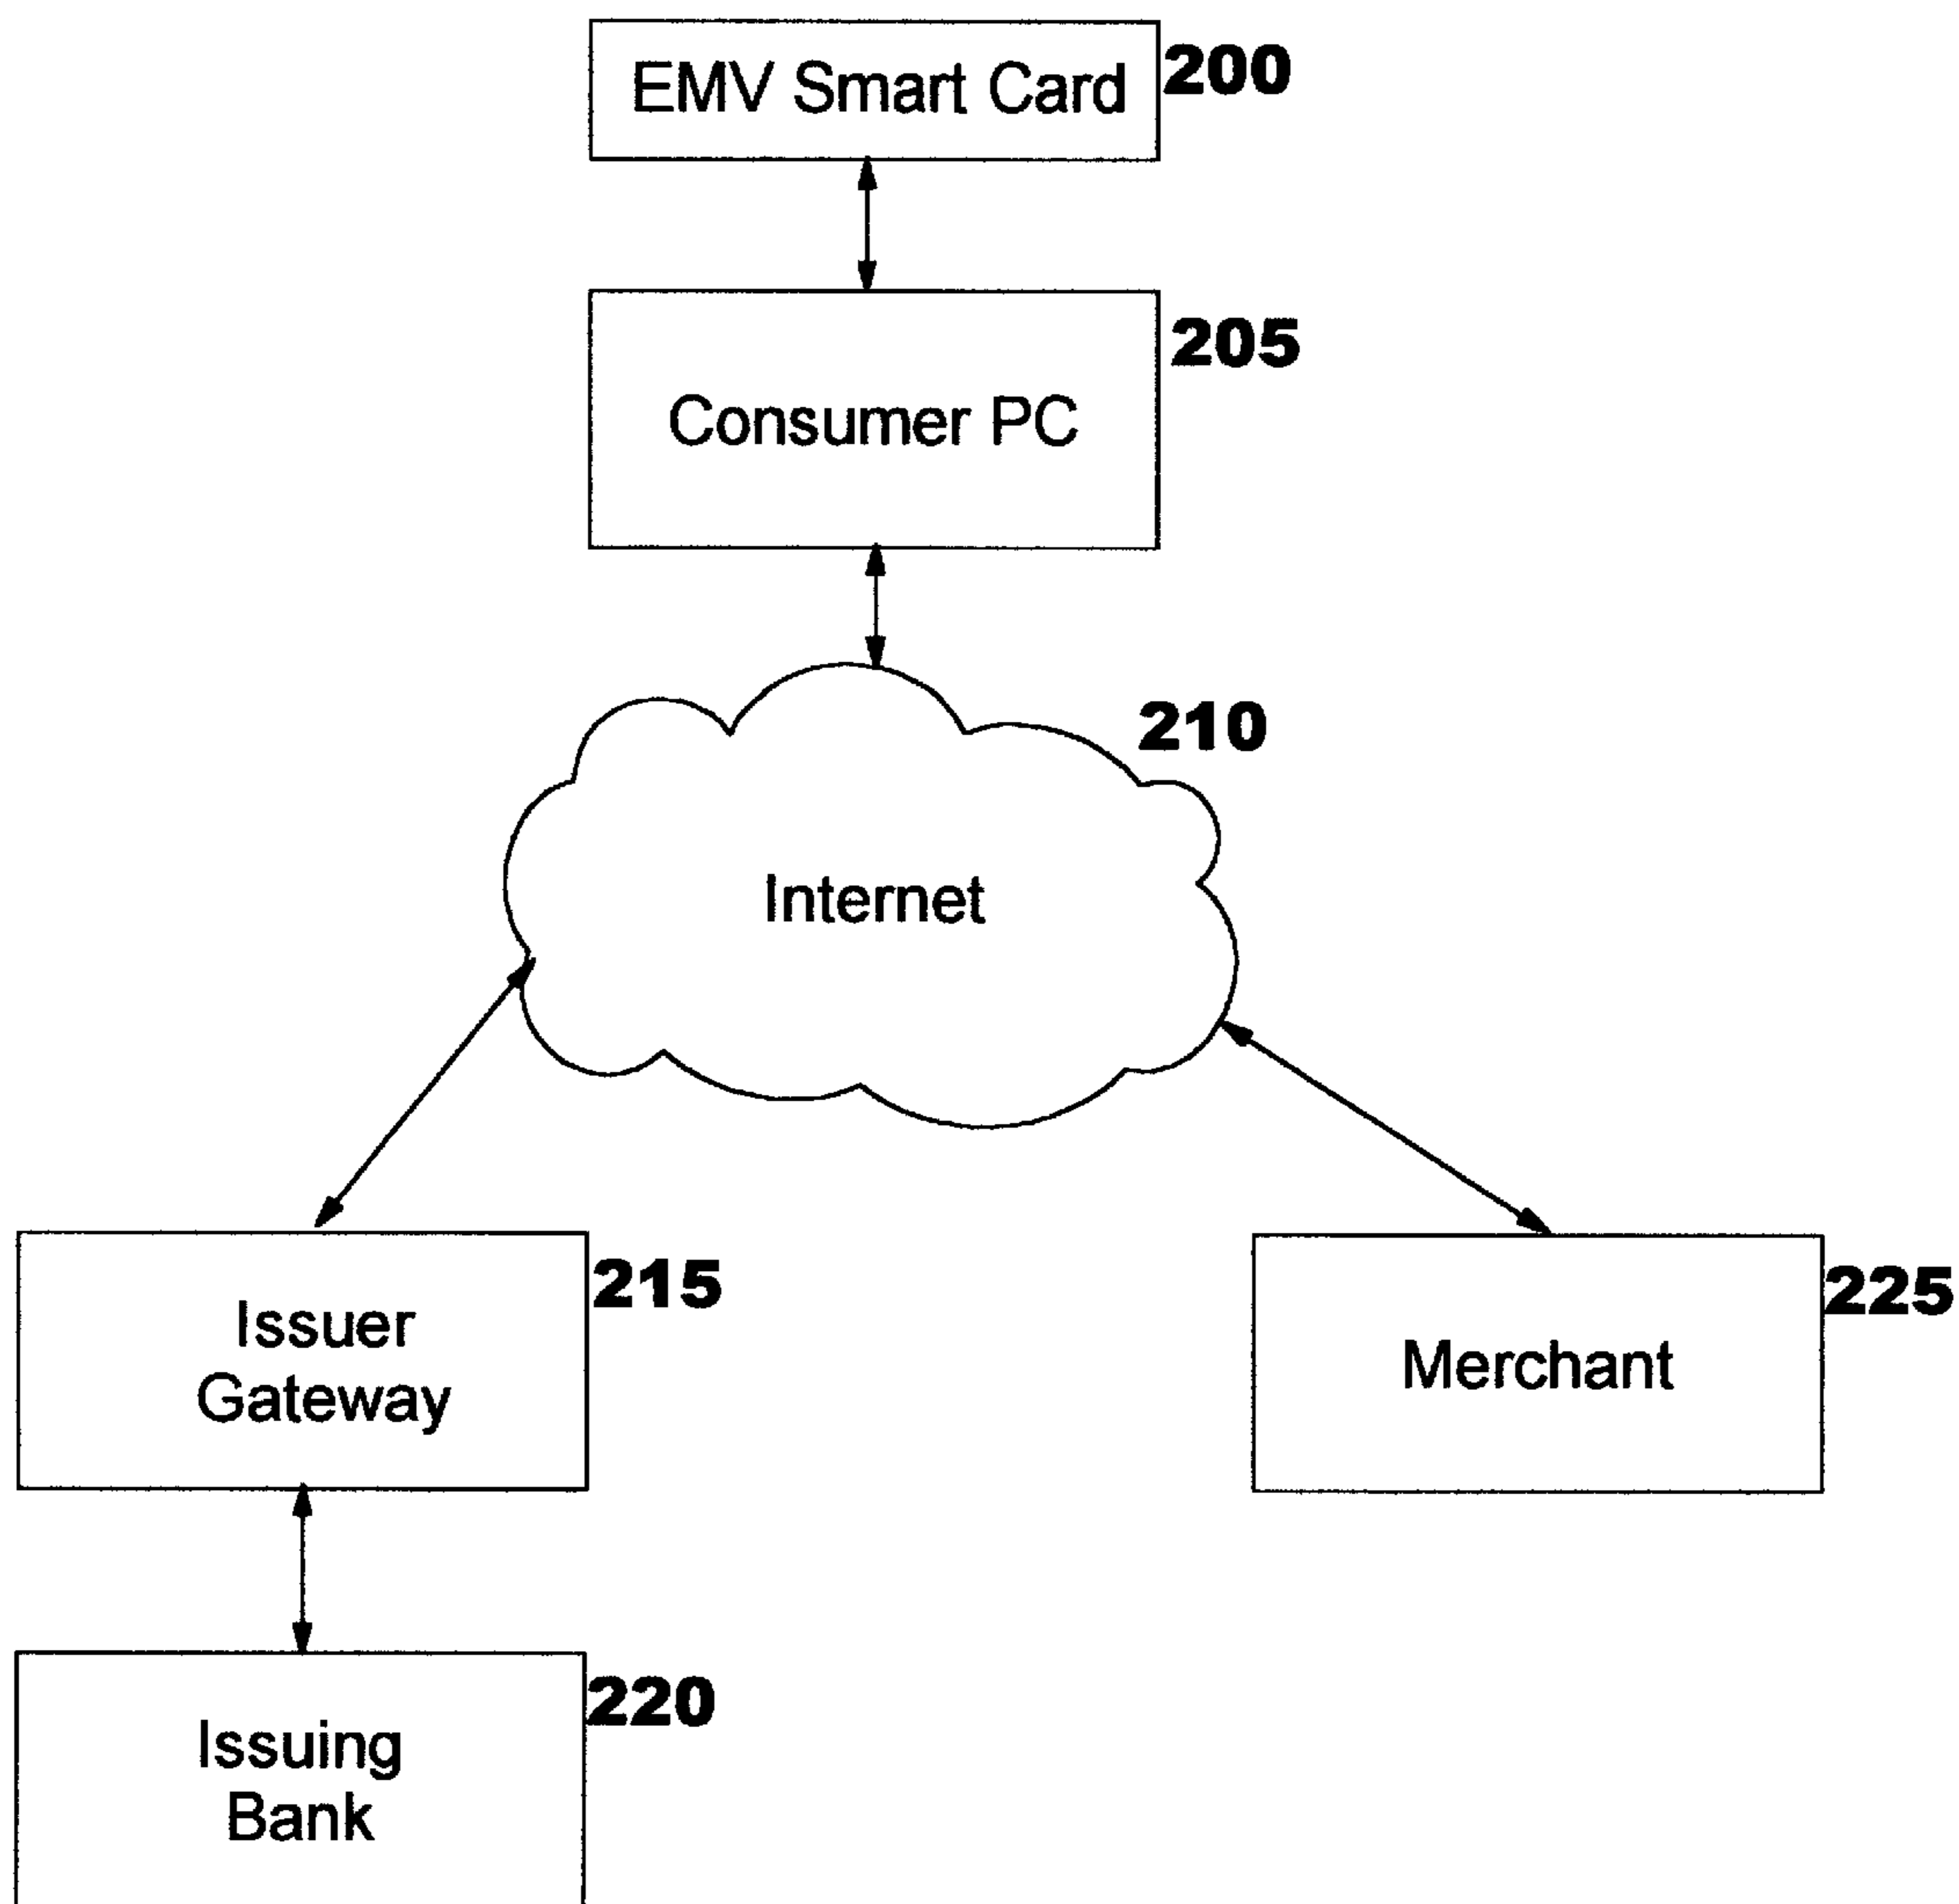 EMV Smart Card
200
205
Consumer PC
210
Internet
215
Issuer
Gateway
225
Merchant
220
Issuing
Bank